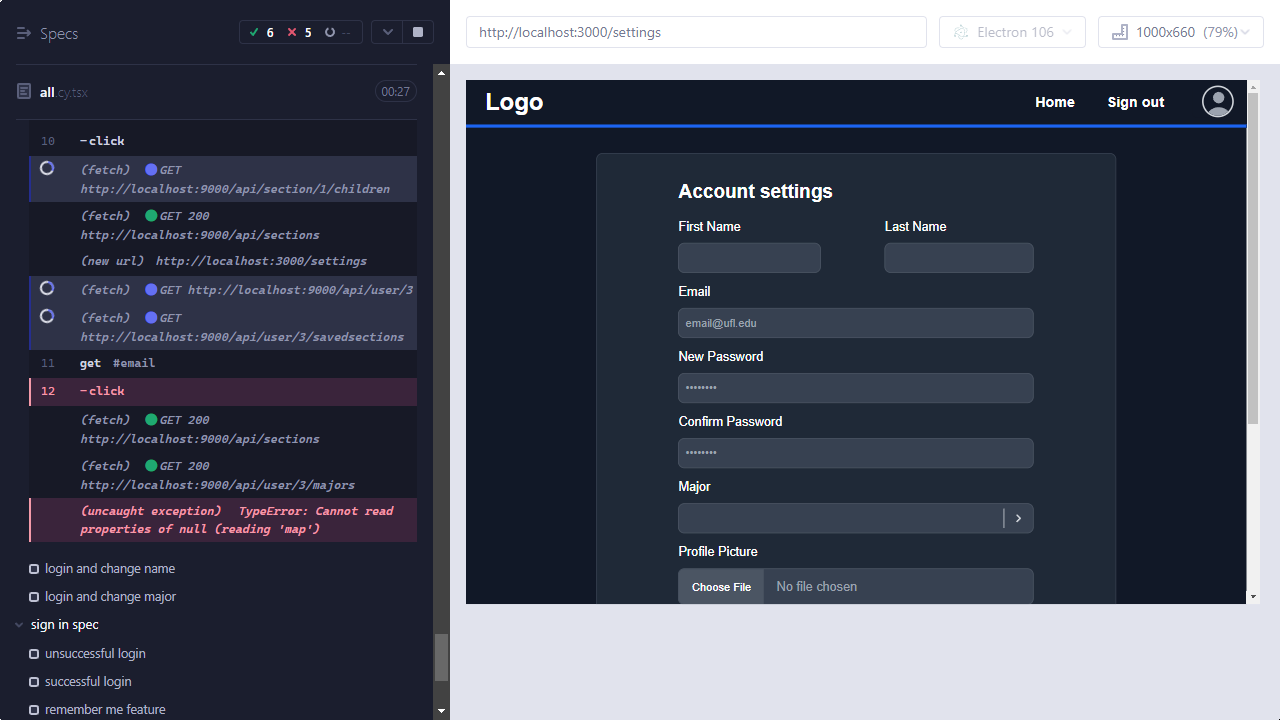 Specs
6 5 --
all.cy.tsx
00:27
10 -click
(fetch) GET
http://localhost:9000/api/section/1/children
(fetch) GET 200
http://localhost:9000/api/sections
(new url) http://localhost:3000/settings
(fetch) GET http://localhost:9000/api/user/3
(fetch) GET
http://localhost:9000/api/user/3/savedsections
11 get #email
12 -click
(fetch) GET 200
http://localhost:9000/api/sections
(fetch) GET 200
http://localhost:9000/api/user/3/majors
(uncaught exception) TypeError: Cannot read
properties of null (reading 'map')
login and change name
login and change major
sign in spec
unsuccessful login
successful login
remember me feature
http://localhost:3000/settings
Electron 106
1000x660 (79%)
Logo
Home
Sign out
Account settings
First Name
Last Name
Email
email@ufl.edu
New Password
••••••••
Confirm Password
••••••••
Major
Profile Picture
Choose File
No file chosen